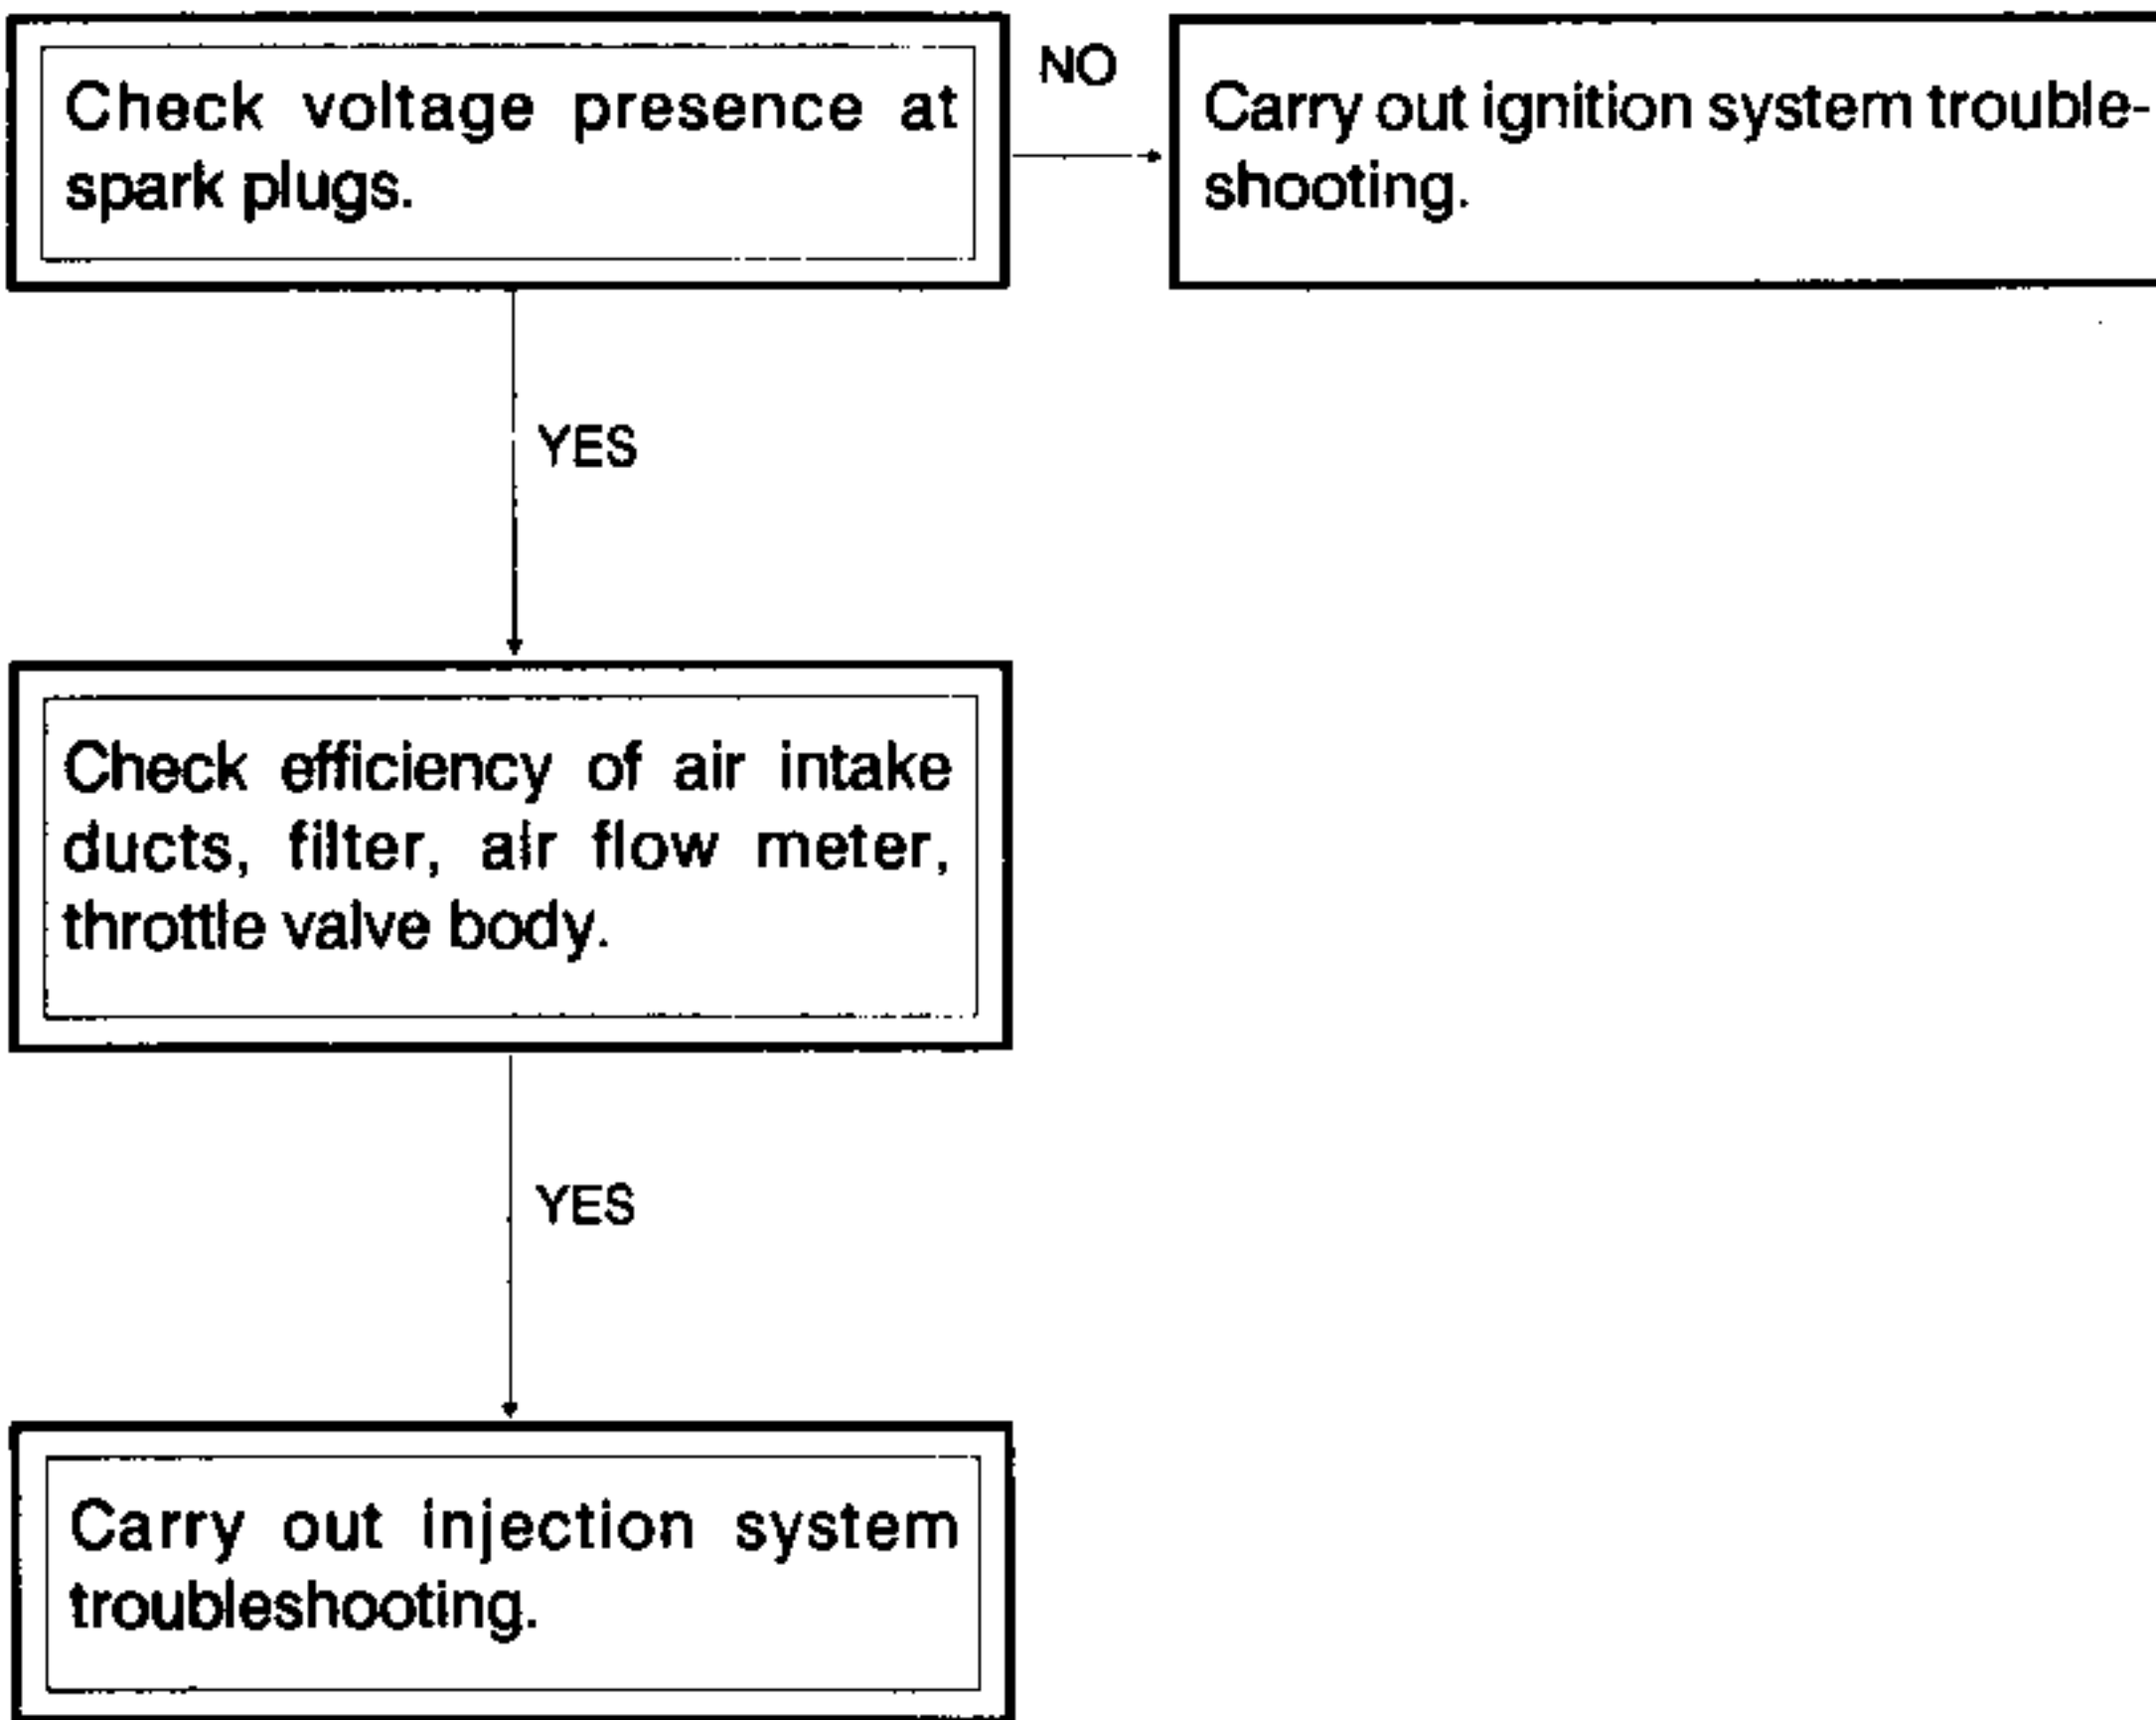 Check voltage presence at
spark plugs.
NO
Carry out ignition system trouble-
shooting.
YES
Check efficiency of air intake
ducts, filter, air flow meter,
throttle valve body.
YES
Carry out injection system
troubleshooting.